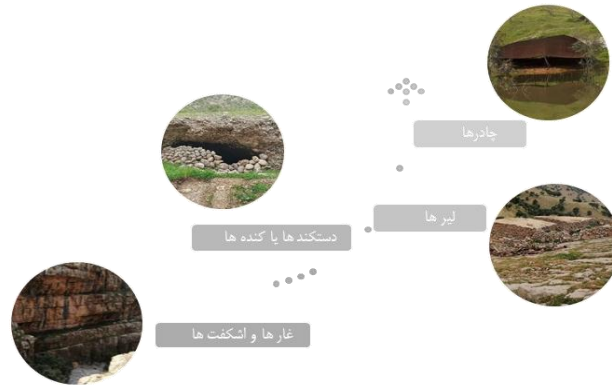 چادرها
لیر ها
دستکند ها یا کنده ها
غار ها و اشکفت ها